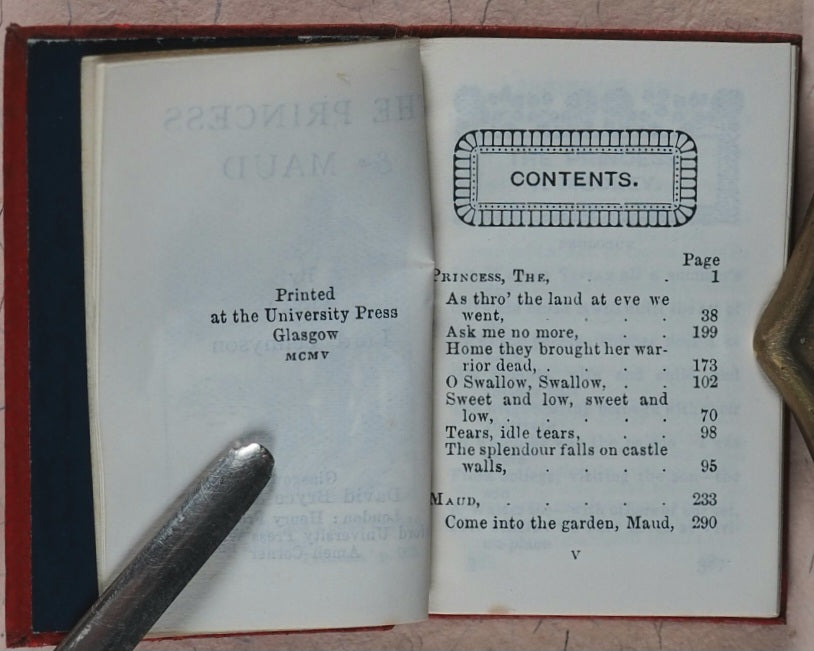 Printed
at the University Press
Glasgow
MCMV
CONTENTS.
Page
PRINCESS, THE, . . . 1
As thro' the land at eve we
went, . . . . 38
Ask me no more, . . 199
Home they brought her war-
rior dead, . . . . 173
O Swallow, Swallow, . . 102
Sweet and low, sweet and
low, . . . . . 70
Tears, idle tears, . . 98
The splendour falls on castle
walls, . . . . 95
MAUD, . . . . . 233
Come into the garden, Maud, 290
V
THE PRINCESS
& MAUD